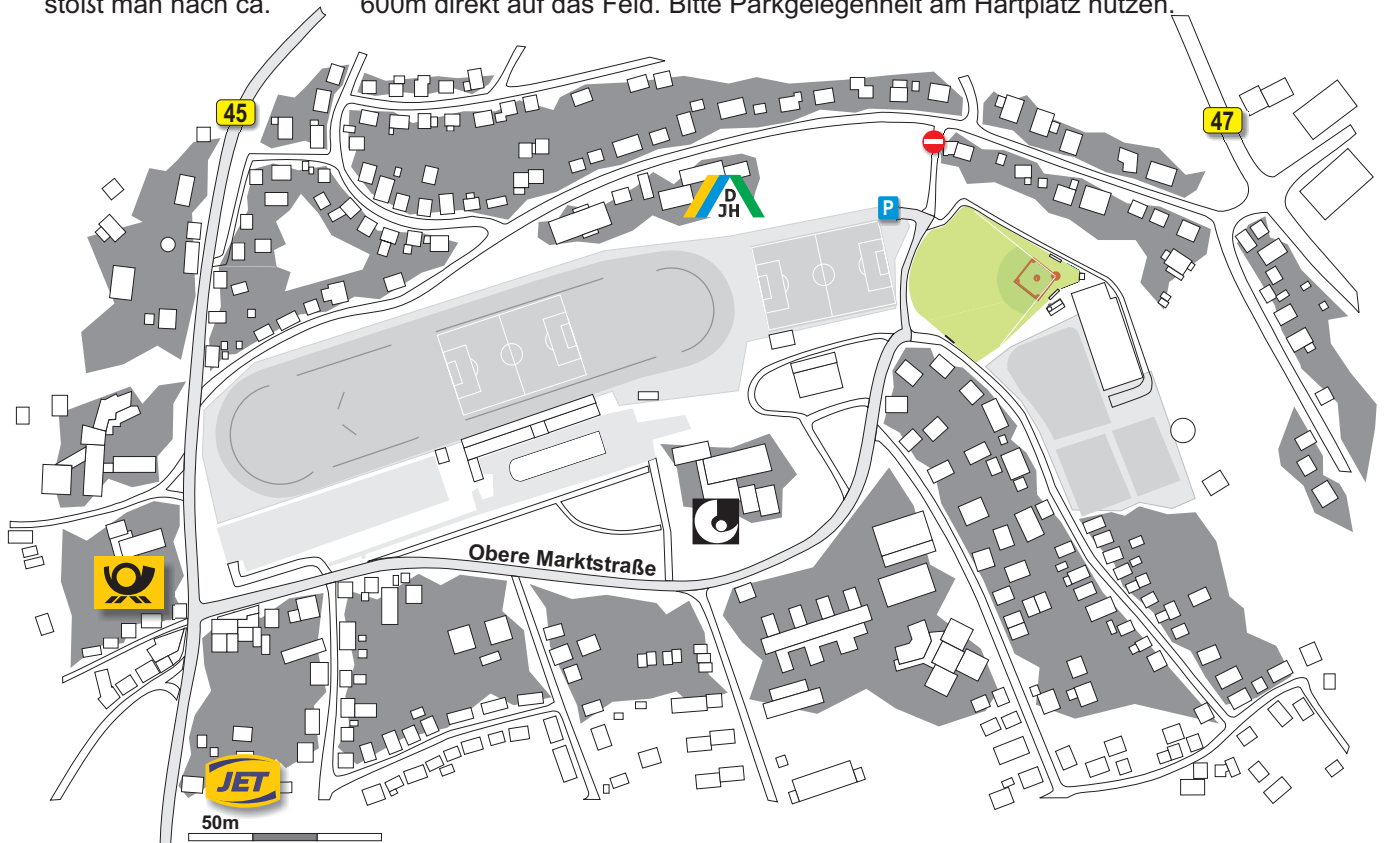 stößt man nach ca. 600m direkt auf das Feld. Bitte Parkgelegenheit am Hartplatz nutzen.
45
47
D
JH
P
Obere Marktstraße
JET
50m